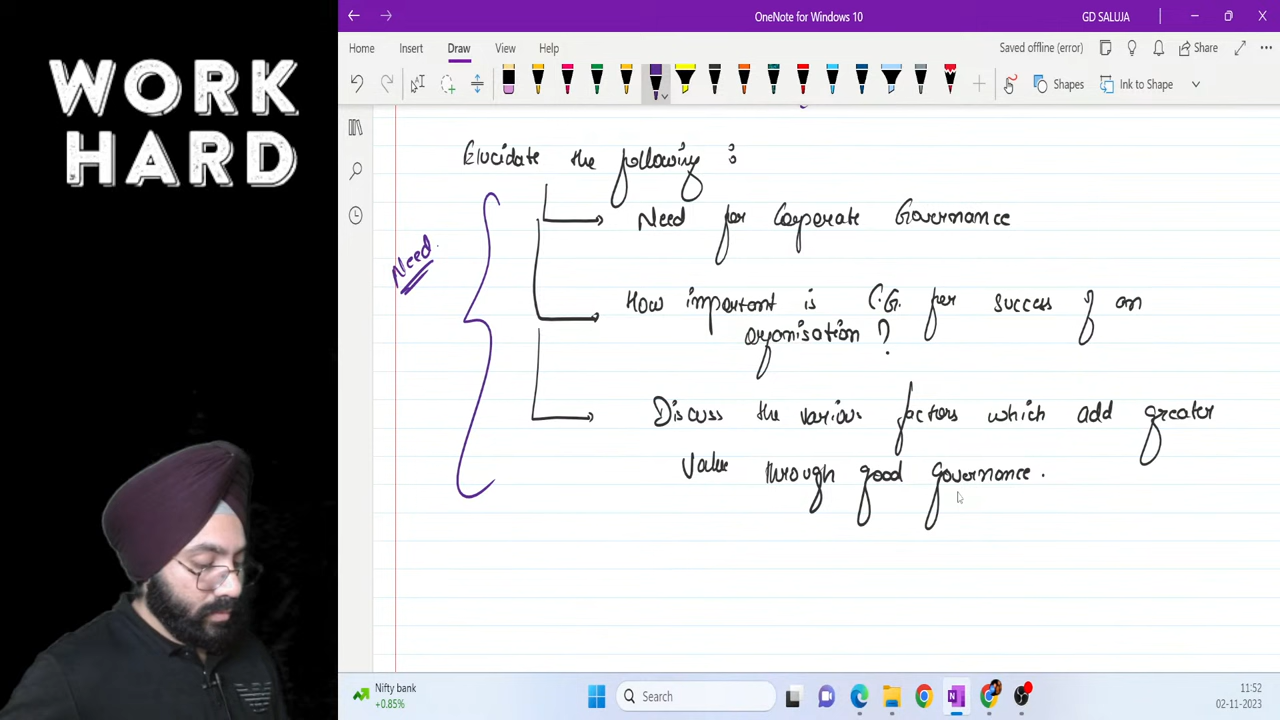 WORK
HARD
OneNote for Windows 10
GD SALUJA
Home
Insert
Draw
View
Help
Saved offline (error)
Share
Shapes
Ink to Shape
Elucidate the following :
Need for Corporate Governance
Need.
How important is C.G. for success of an
organisation ?
Discuss the various factors which add greater
Value through good governance.
Nifty bank
+0.85%
Search
11:52
02-11-2023